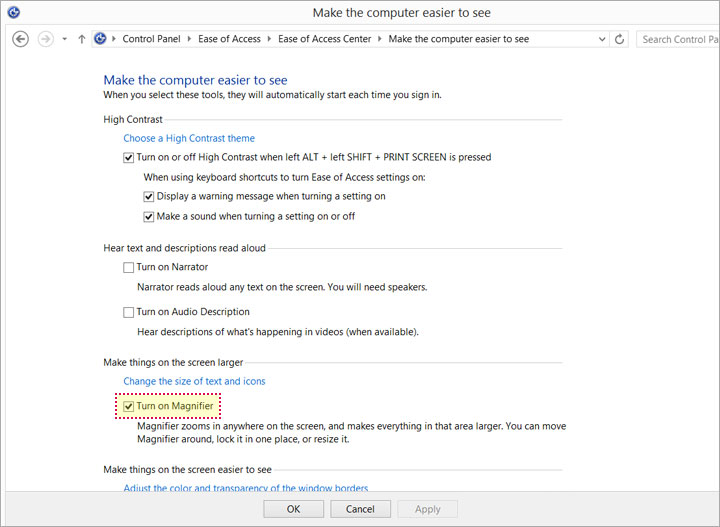 Make the computer easier to see
Control Panel Ease of Access Ease of Access Center Make the computer easier to see
Search Control Pa
Make the computer easier to see
When you select these tools, they will automatically start each time you sign in.
High Contrast
Choose a High Contrast theme
Turn on or off High Contrast when left ALT + left SHIFT + PRINT SCREEN is pressed
When using keyboard shortcuts to turn Ease of Access settings on:
Display a warning message when turning a setting on
Make a sound when turning a setting on or off
Hear text and descriptions read aloud
Turn on Narrator
Narrator reads aloud any text on the screen. You will need speakers.
Turn on Audio Description
Hear descriptions of what's happening in videos (when available).
Make things on the screen larger
Change the size of text and icons
Turn on Magnifier
Magnifier zooms in anywhere on the screen, and makes everything in that area larger. You can move
Magnifier around, lock it in one place, or resize it.
Make things on the screen easier to see
Adjust the color and transparency of the window borders
OK Cancel Apply